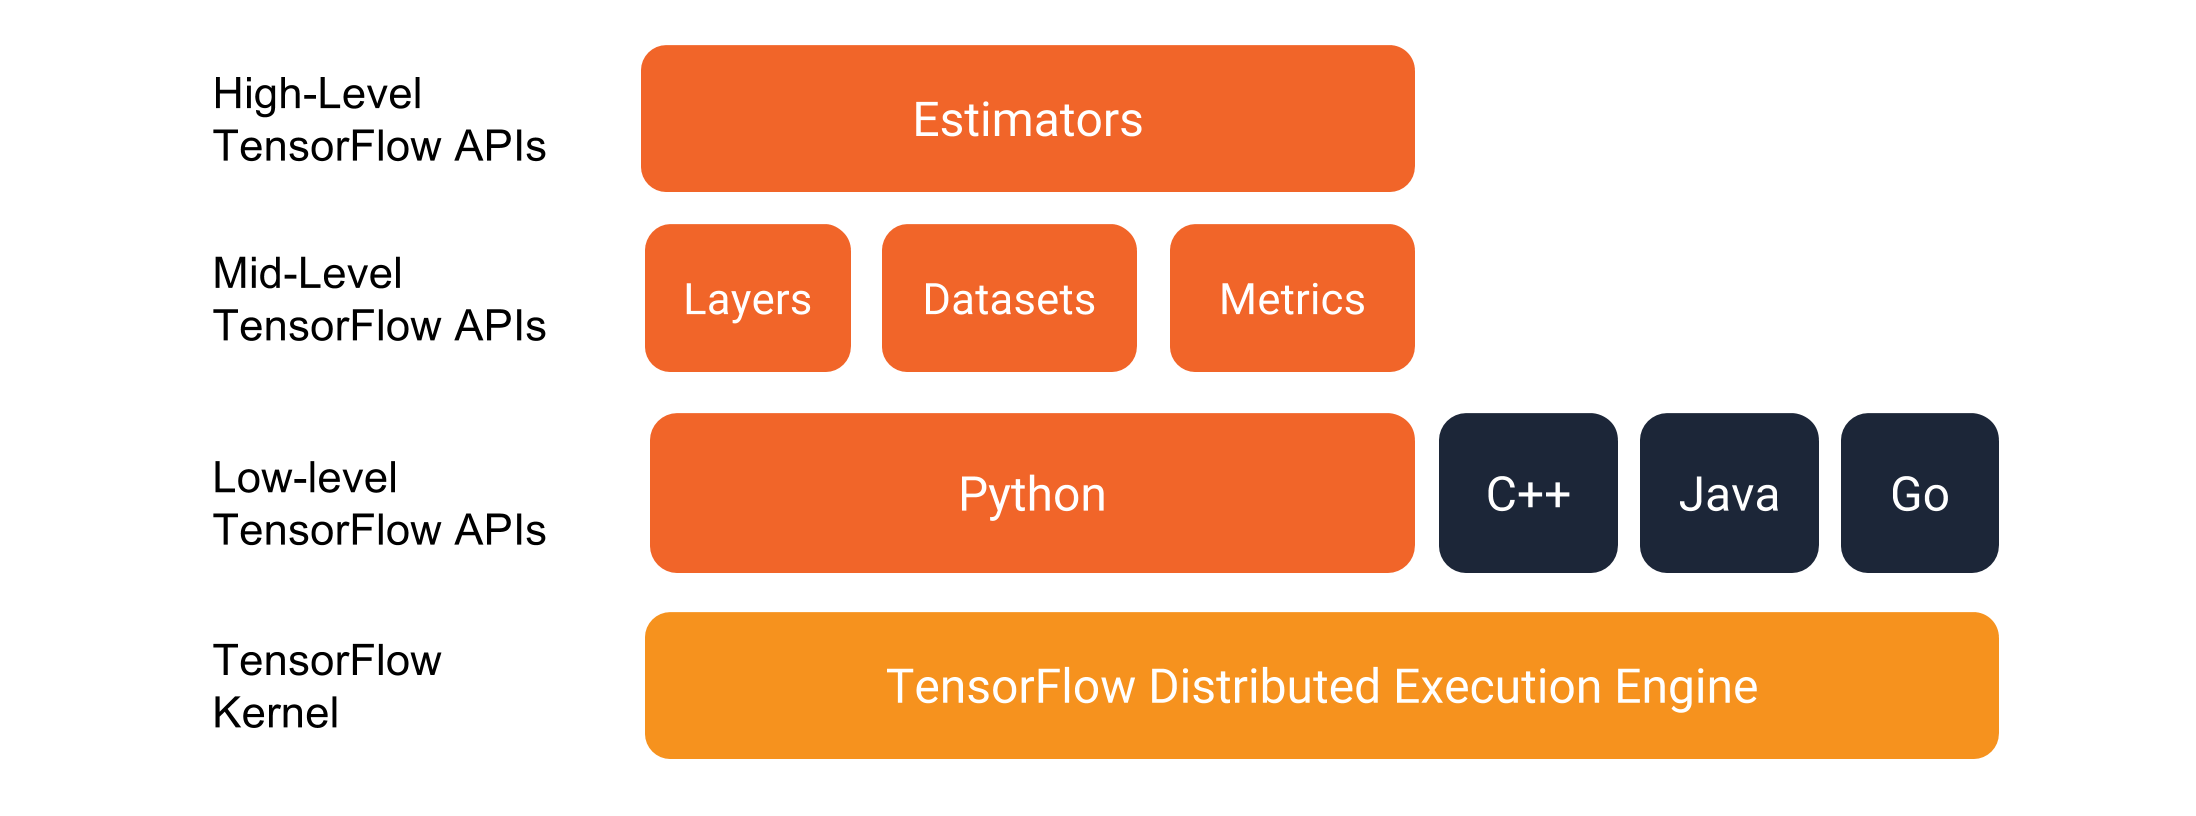 High-Level
TensorFlow APIs
Estimators
Mid-Level
TensorFlow APIs
Layers
Datasets
Metrics
Low-level
TensorFlow APIs
Python
C++
Java
Go
TensorFlow
Kernel
TensorFlow Distributed Execution Engine